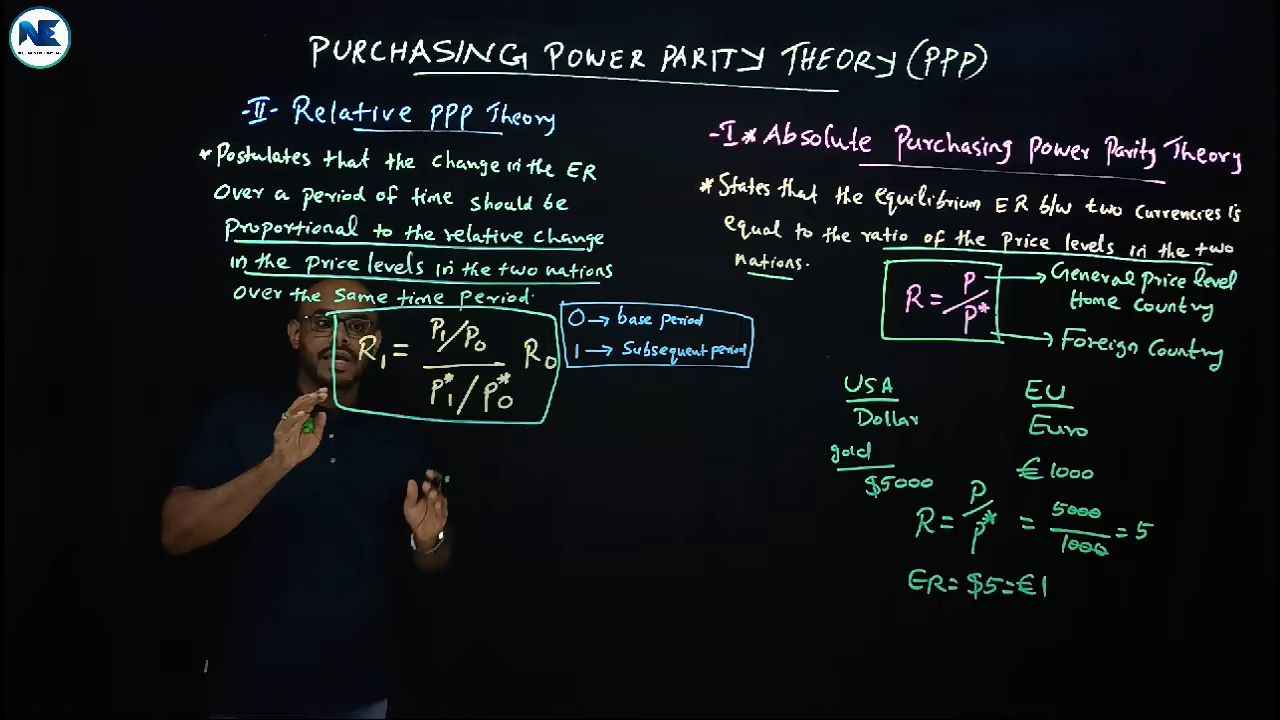 NE
PURCHASING POWER PARITY THEORY (PPP)
-II- Relative PPP Theory
*Postulates that the change in the ER
Over a period of time should be
proportional to the relative change
in the price levels in the two nations
over the same time period.
R₁ = P₁/P₀ / P₁*/P₀* R₀
0 → base period
1 → Subsequent period
-I* Absolute Purchasing Power Parity Theory
*States that the equilibrium ER b/w two currencies is
equal to the ratio of the price levels in the two
nations.
R = P/P*
General price level
Home country
Foreign Country
USA
Dollar
gold
$5000
EU
Euro
€1000
R = P/P* = 5000/1000 = 5
ER = $5 = €1